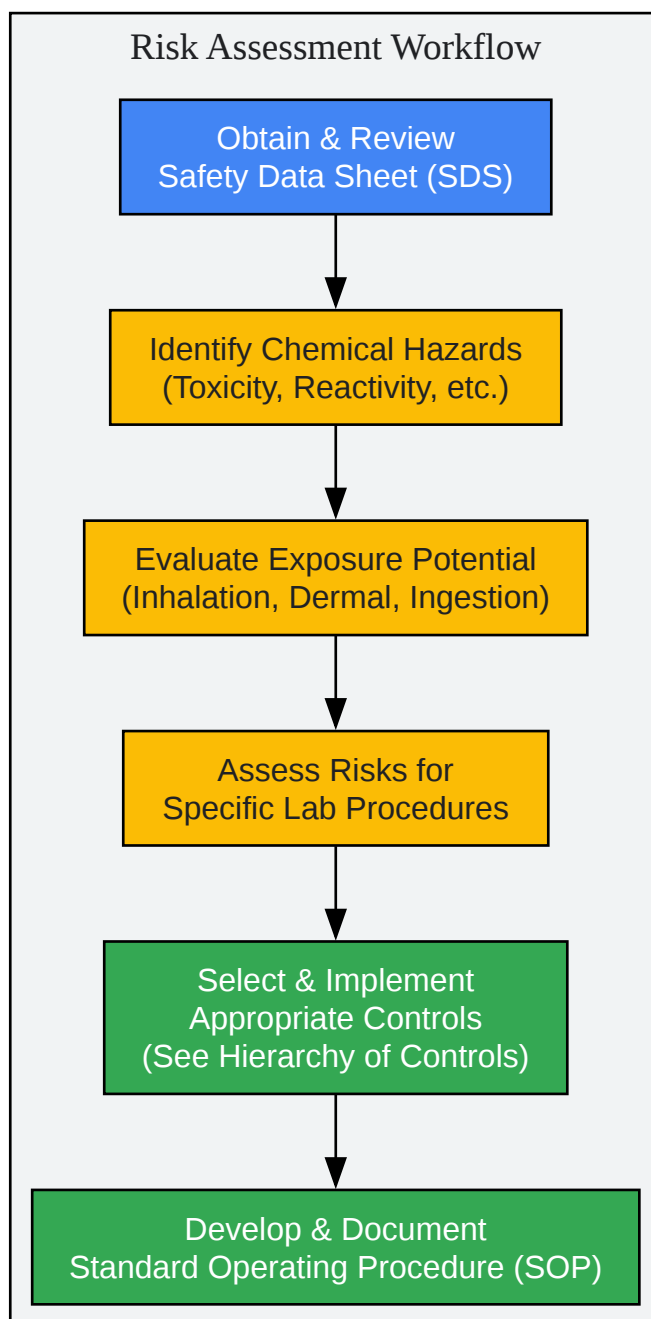 Risk Assessment Workflow
Obtain & Review
Safety Data Sheet (SDS)
Identify Chemical Hazards
(Toxicity, Reactivity, etc.)
Evaluate Exposure Potential
(Inhalation, Dermal, Ingestion)
Assess Risks for
Specific Lab Procedures
Select & Implement
Appropriate Controls
(See Hierarchy of Controls)
Develop & Document
Standard Operating Procedure (SOP)